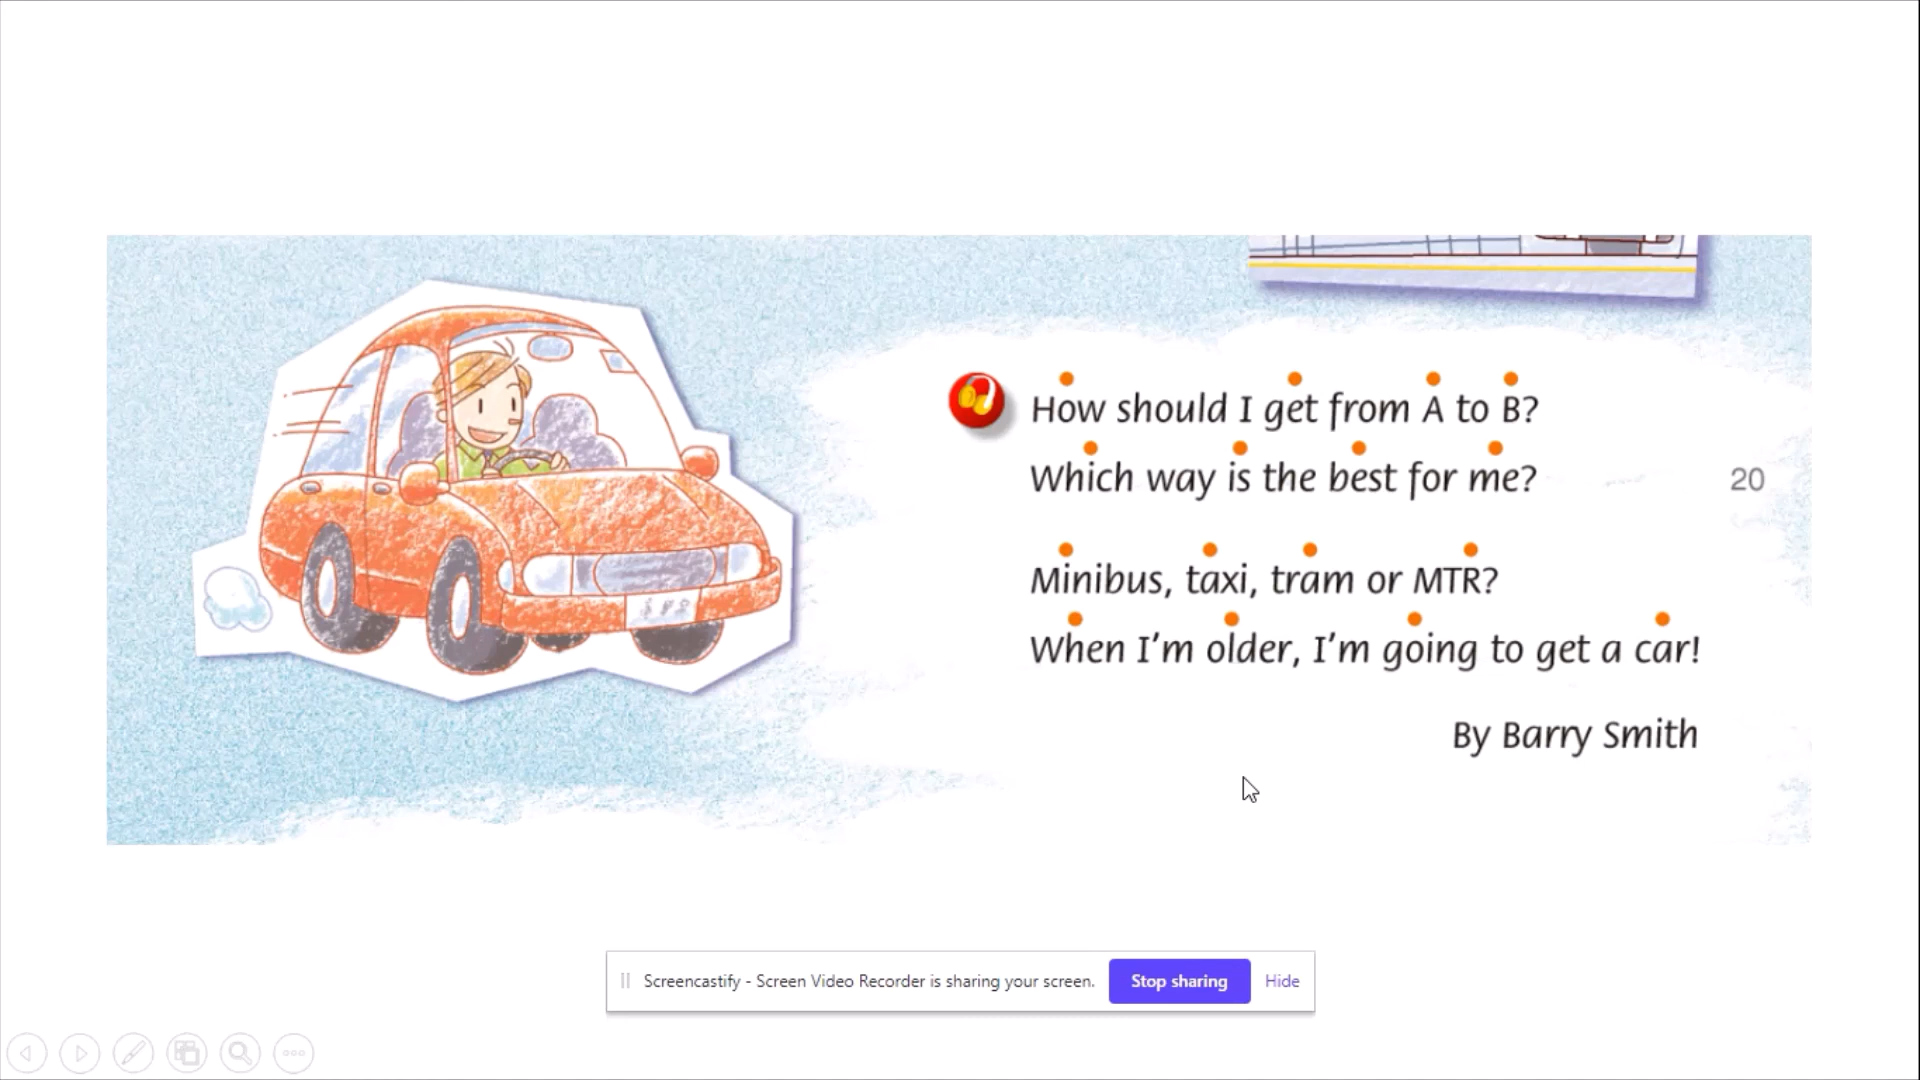 How should I get from A to B?
Which way is the best for me?
20
Minibus, taxi, tram or MTR?
When I'm older, I'm going to get a car!
By Barry Smith
Screencastify - Screen Video Recorder is sharing your screen.
Stop sharing
Hide